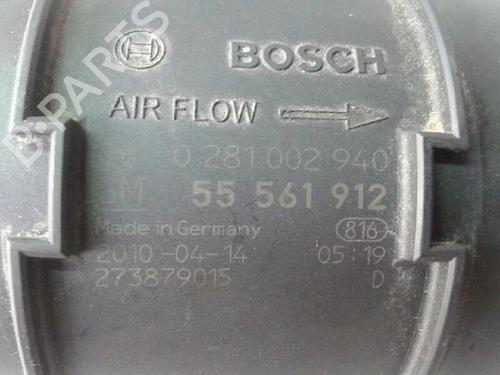 BOSCH
AIR FLOW
0 281 002 940
GM 55 561 912
Made in Germany 816
2010-04-14 05:19
273879015 D
B-PARTS